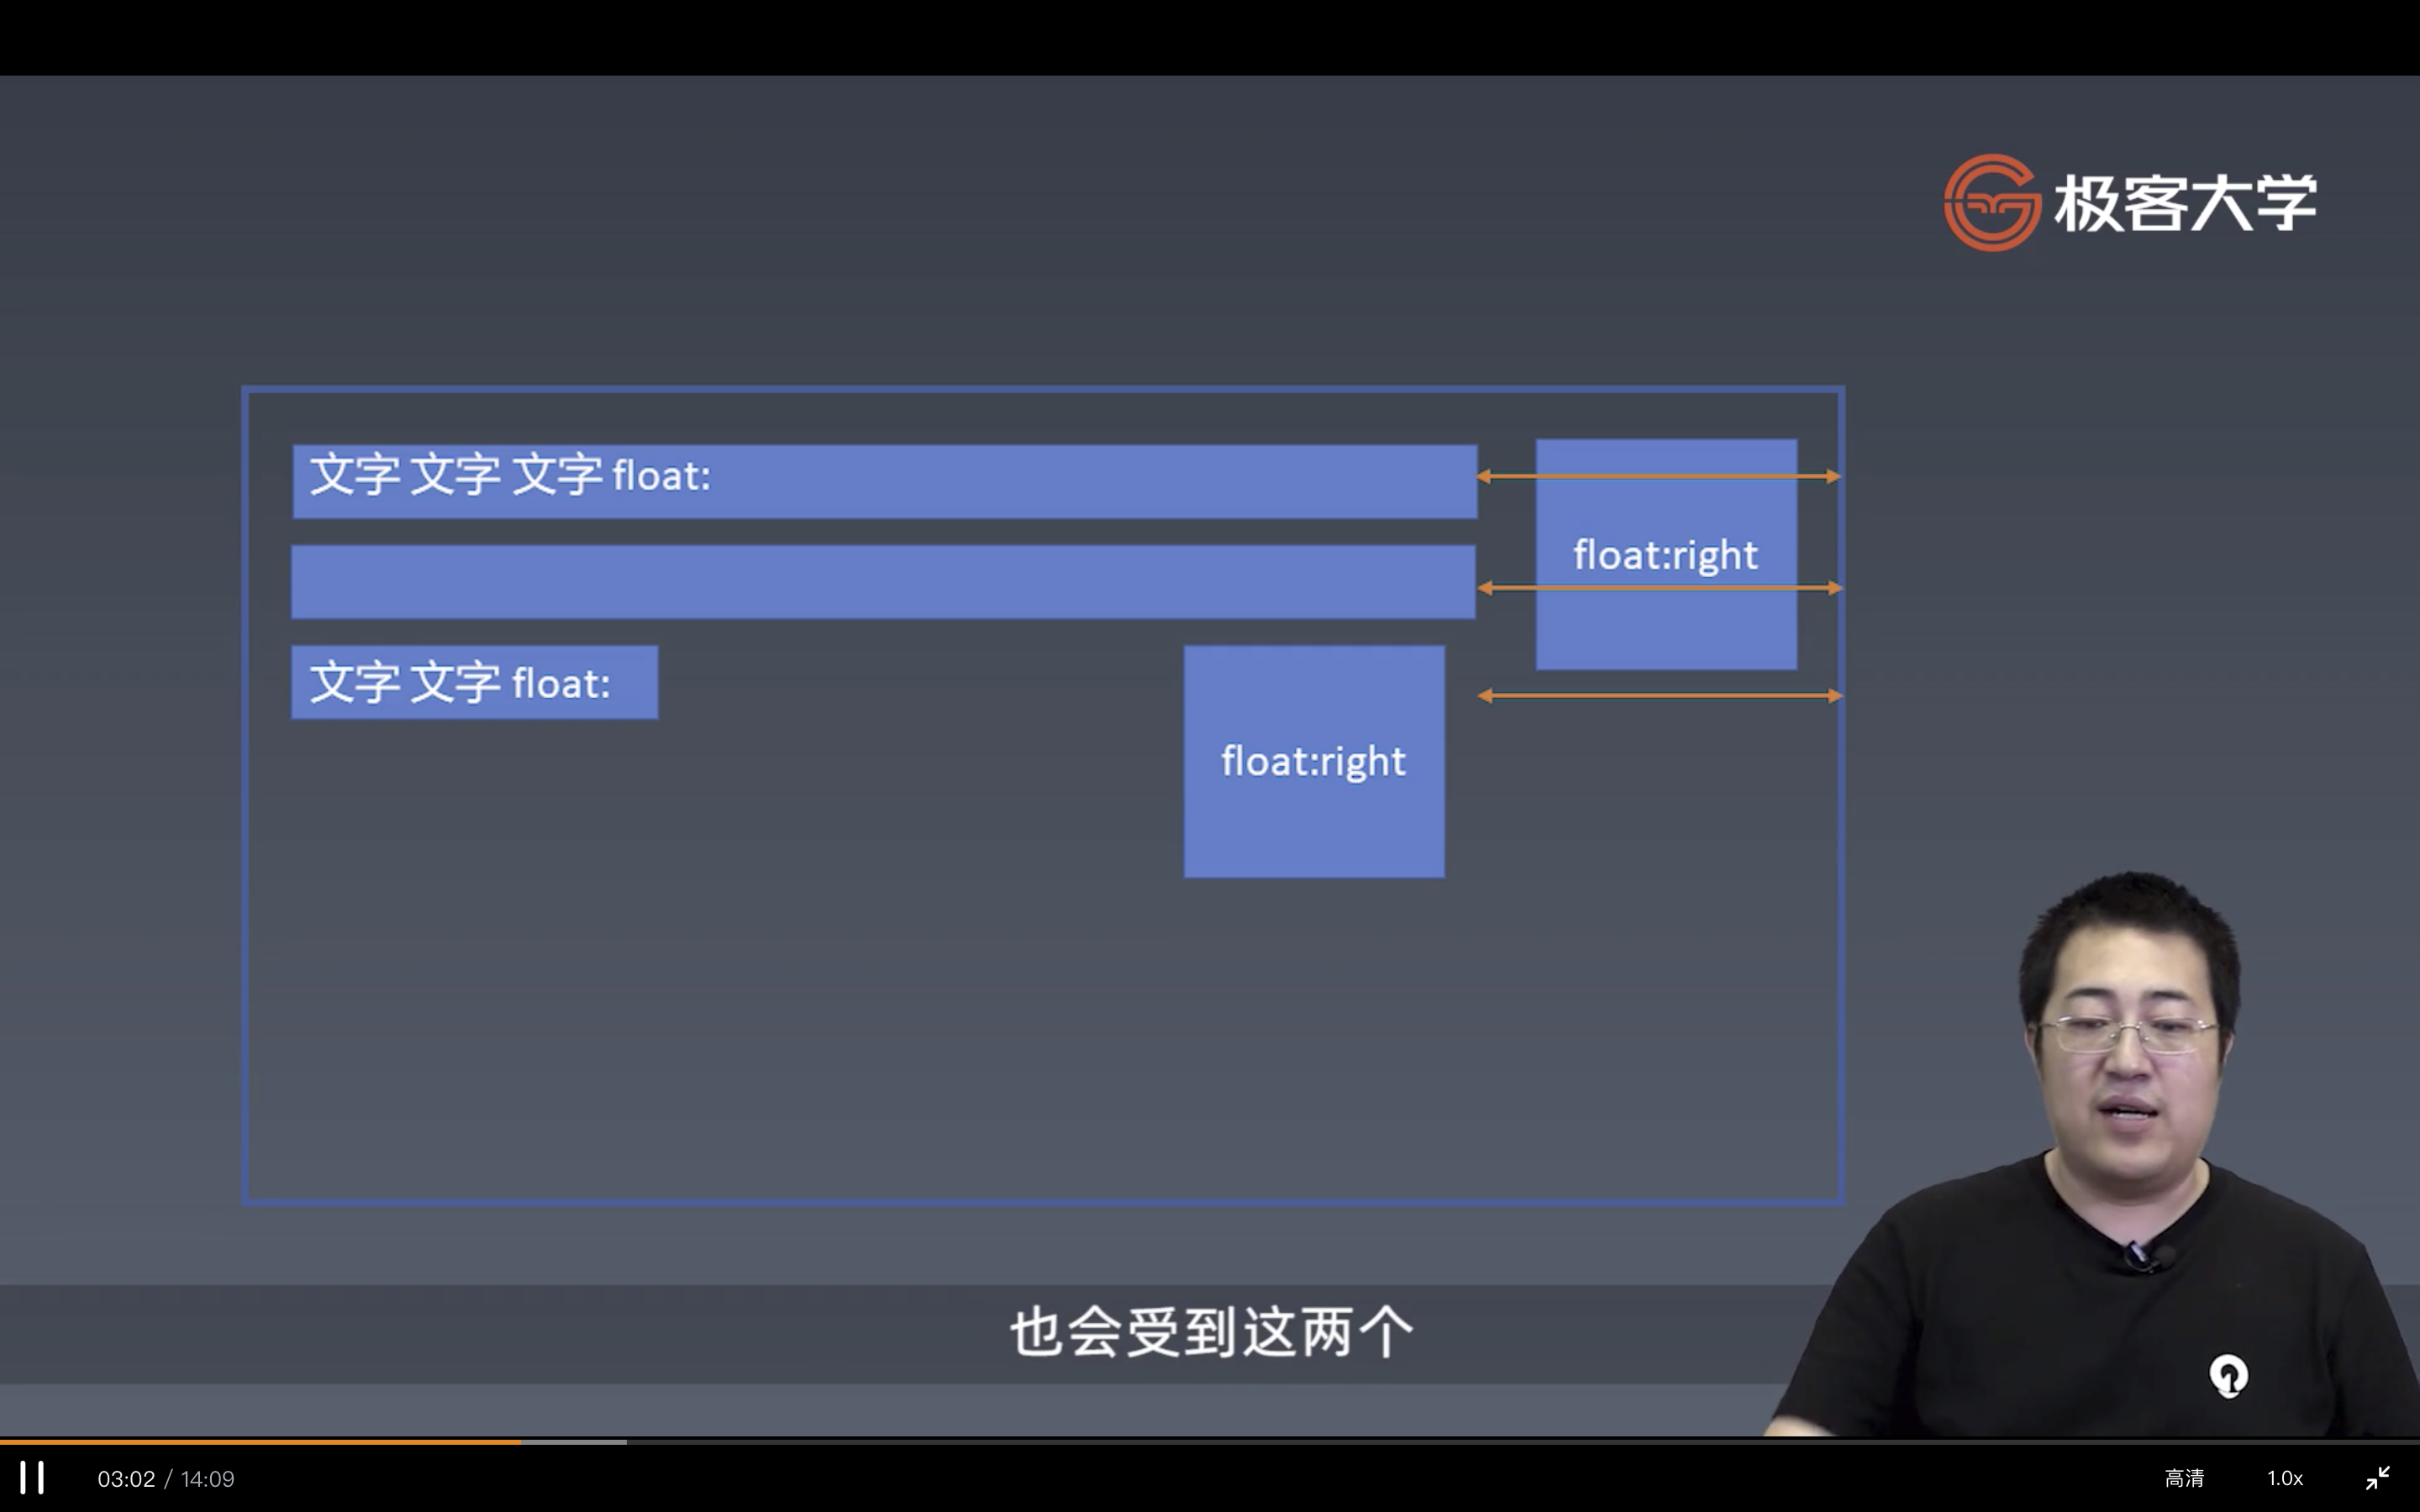 极客大学
文字 文字 文字 float:
float:right
文字 文字 float:
float:right
也会受到这两个
03:02 / 14:09
高清
1.0x